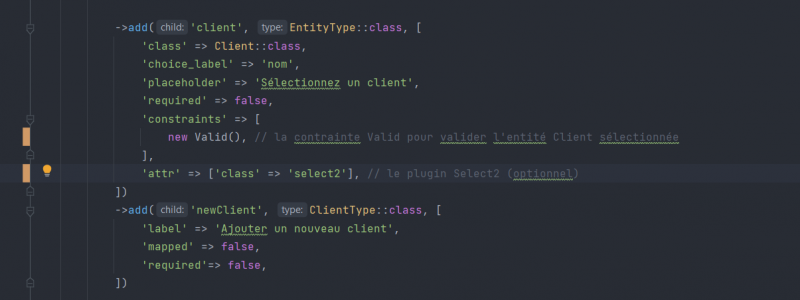 ->add( child: 'client', type: EntityType::class, [
'class' => Client::class,
'choice_label' => 'nom',
'placeholder' => 'Sélectionnez un client',
'required' => false,
'constraints' => [
new Valid(), // la contrainte Valid pour valider l'entité Client sélectionnée
],
'attr' => ['class' => 'select2'], // le plugin Select2 (optionnel)
])
->add( child: 'newClient', type: ClientType::class, [
'label' => 'Ajouter un nouveau client',
'mapped' => false,
'required'=> false,
])